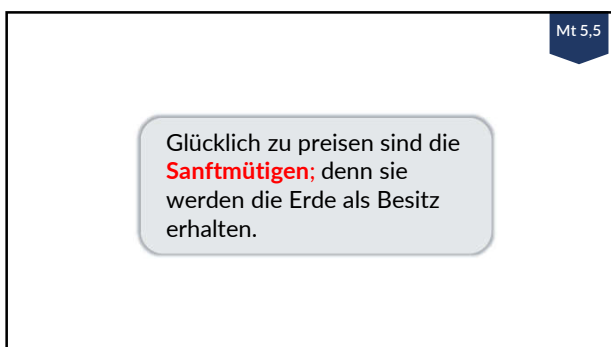 Mt 5,5
Glücklich zu preisen sind die
Sanftmütigen; denn sie
werden die Erde als Besitz
erhalten.